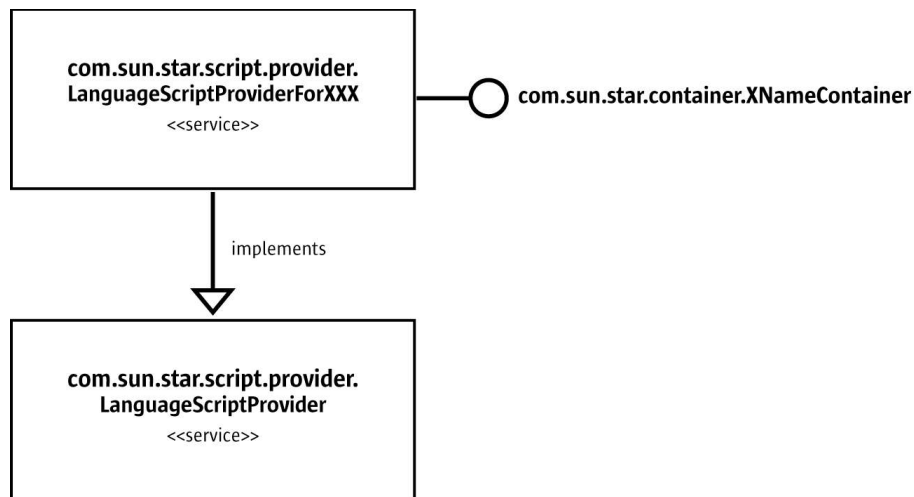 com.sun.star.script.provider.
LanguageScriptProviderForXXX
<<service>>
com.sun.star.container.XNameContainer
implements
com.sun.star.script.provider.
LanguageScriptProvider
<<service>>